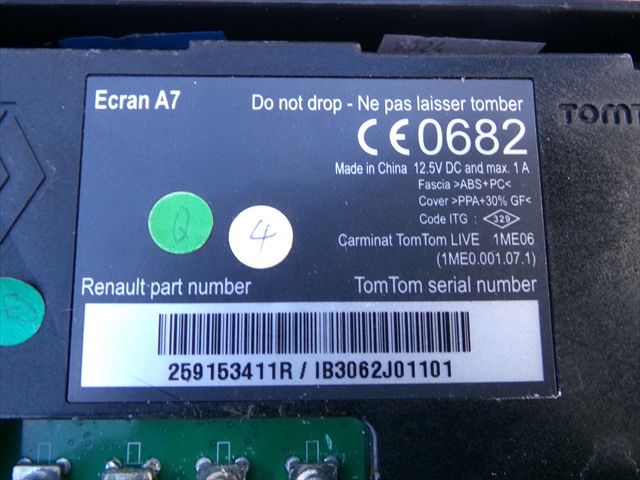 Ecran A7
Do not drop - Ne pas laisser tomber
CE0682
TOMT
Made in China 12.5V DC and max. 1 A
Fascia >ABS+PC<
Cover >PPA+30% GF<
Code ITG : 329
Carminat TomTom LIVE 1ME06
(1ME0.001.07.1)
Q
4
Renault part number
TomTom serial number
259153411R / IB3062J01101